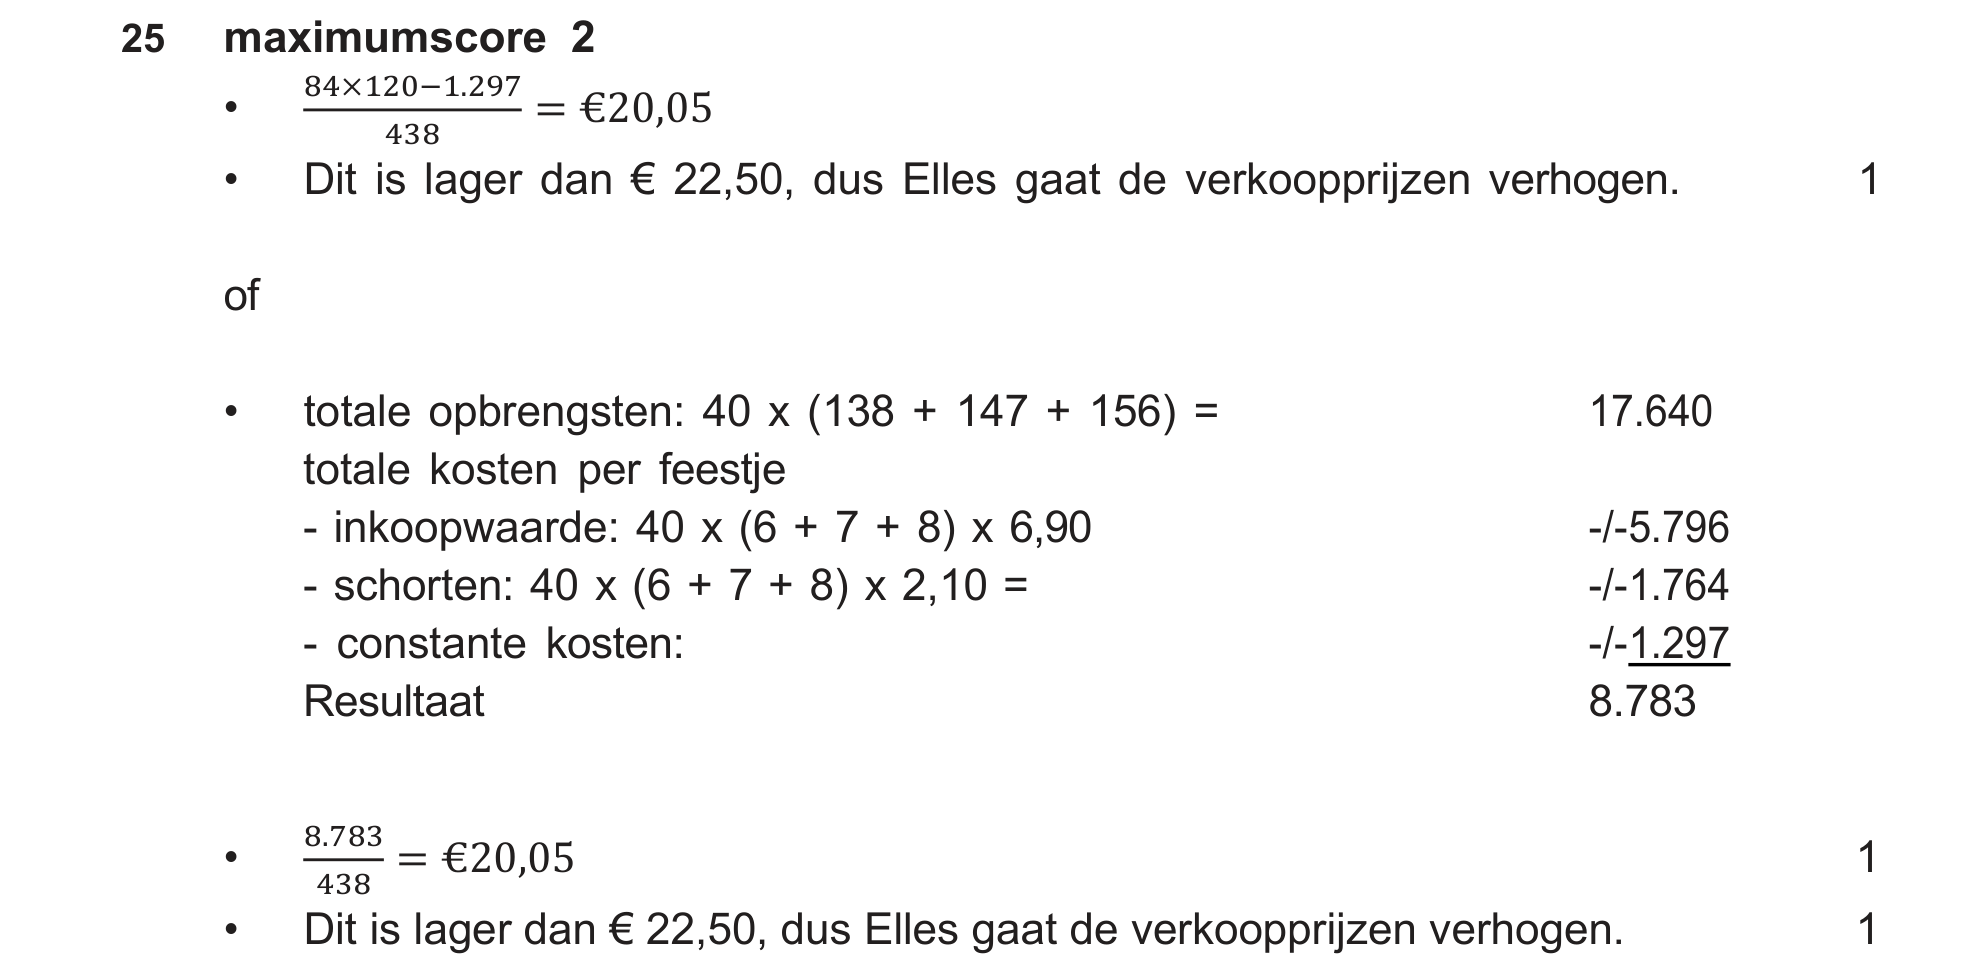 25 maximumscore 2
• 84×120−1.297
438 = €20,05
• Dit is lager dan € 22,50, dus Elles gaat de verkoopprijzen verhogen. 1
of
• totale opbrengsten: 40 x (138 + 147 + 156) = 17.640
totale kosten per feestje
- inkoopwaarde: 40 x (6 + 7 + 8) x 6,90 -/-5.796
- schorten: 40 x (6 + 7 + 8) x 2,10 = -/-1.764
- constante kosten: -/-1.297
Resultaat 8.783
• 8.783
438 = €20,05 1
• Dit is lager dan € 22,50, dus Elles gaat de verkoopprijzen verhogen. 1